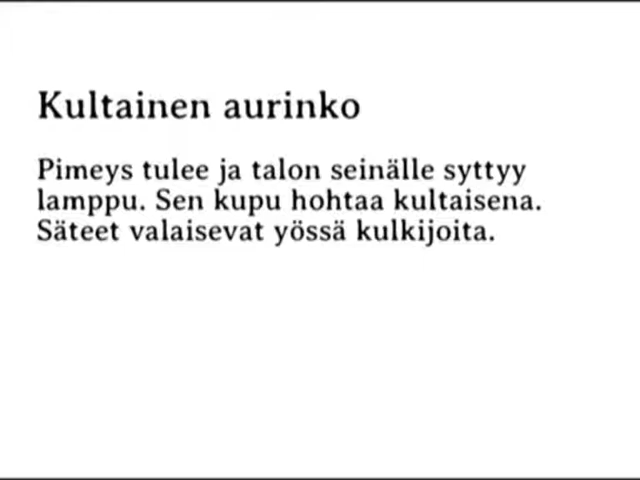 Kultainen aurinko
Pimeys tulee ja talon seinälle syttyy
lamppu. Sen kupu hohtaa kultaisena.
Säteet valaisevat yössä kulkijoita.